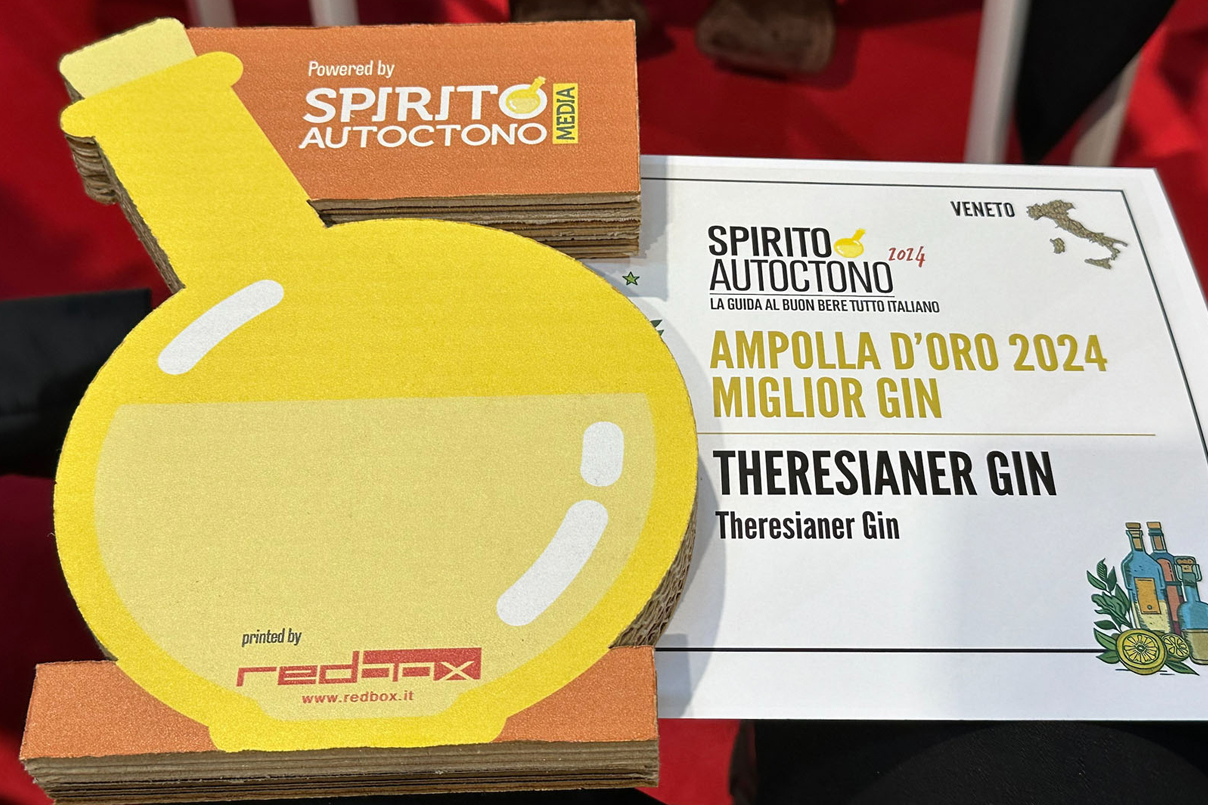 Powered by
SPIRITO
AUTOCTONO
MEDIA
printed by
redbox
www.redbox.it
VENETO
SPIRITO
AUTOCTONO
2024
LA GUIDA AL BUON BERE TUTTO ITALIANO
AMPOLLA D'ORO 2024
MIGLIOR GIN
THERESIANER GIN
Theresianer Gin